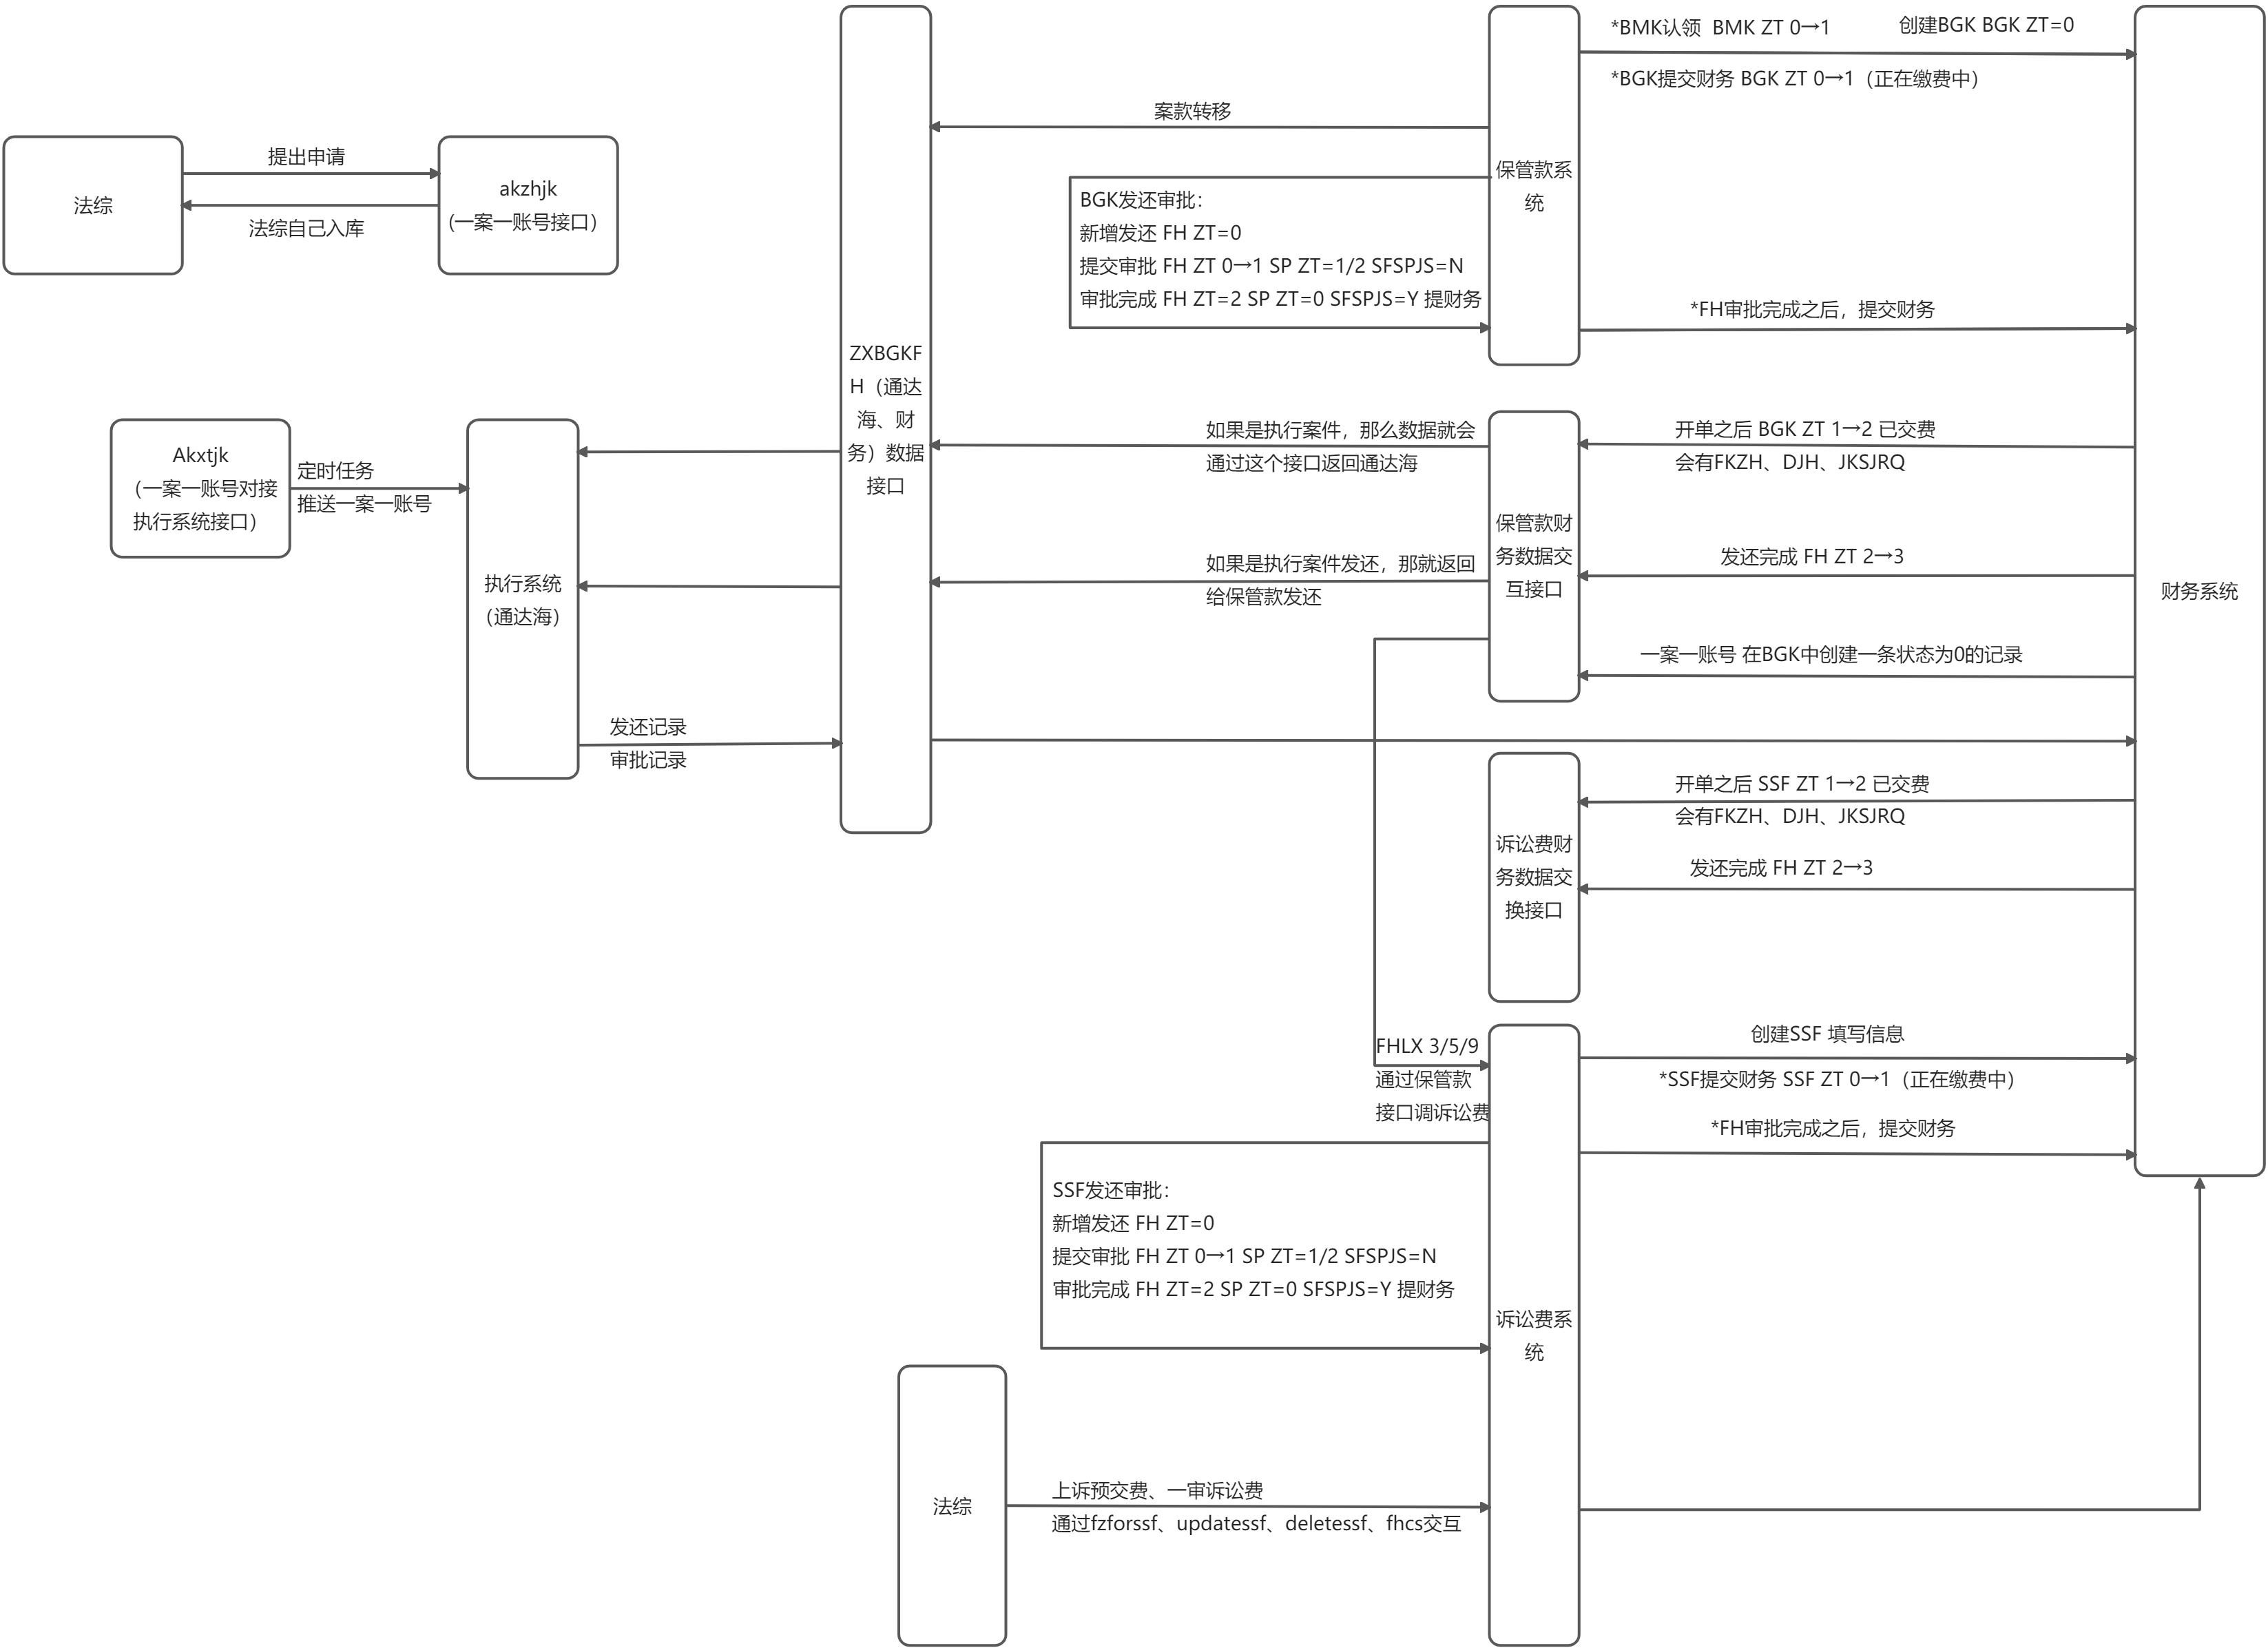 *BMK认领  BMK ZT 0→1
创建BGK BGK ZT=0
*BGK提交财务 BGK ZT 0→1（正在缴费中）
案款转移
提出申请
法综
akzhjk
（一案一账号接口）
法综自己入库
保管款系
统
BGK发还审批：
新增发还 FH ZT=0
提交审批 FH ZT 0→1 SP ZT=1/2 SFSPJS=N
审批完成 FH ZT=2 SP ZT=0 SFSPJS=Y 提财务
*FH审批完成之后，提交财务
ZXBGKF
H（通达
海、财
务）数据
接口
Akxtjk
（一案一账号对接
执行系统接口）
定时任务
推送一案一账号
执行系统
（通达海）
如果是执行案件，那么数据就会
通过这个接口返回通达海
开单之后 BGK ZT 1→2 已交费
会有FKZH、DJH、JKSJRQ
保管款财
务数据交
互接口
如果是执行案件发还，那就返回
给保管款发还
发还完成 FH ZT 2→3
财务系统
一案一账号 在BGK中创建一条状态为0的记录
发还记录
审批记录
开单之后 SSF ZT 1→2 已交费
会有FKZH、DJH、JKSJRQ
诉讼费财
务数据交
换接口
发还完成 FH ZT 2→3
FHLX 3/5/9
通过保管款
接口调诉讼费
创建SSF 填写信息
*SSF提交财务 SSF ZT 0→1（正在缴费中）
*FH审批完成之后，提交财务
SSF发还审批：
新增发还 FH ZT=0
提交审批 FH ZT 0→1 SP ZT=1/2 SFSPJS=N
审批完成 FH ZT=2 SP ZT=0 SFSPJS=Y 提财务
诉讼费系
统
法综
上诉预交费、一审诉讼费
通过fzforssf、updatessf、deletessf、fhcs交互